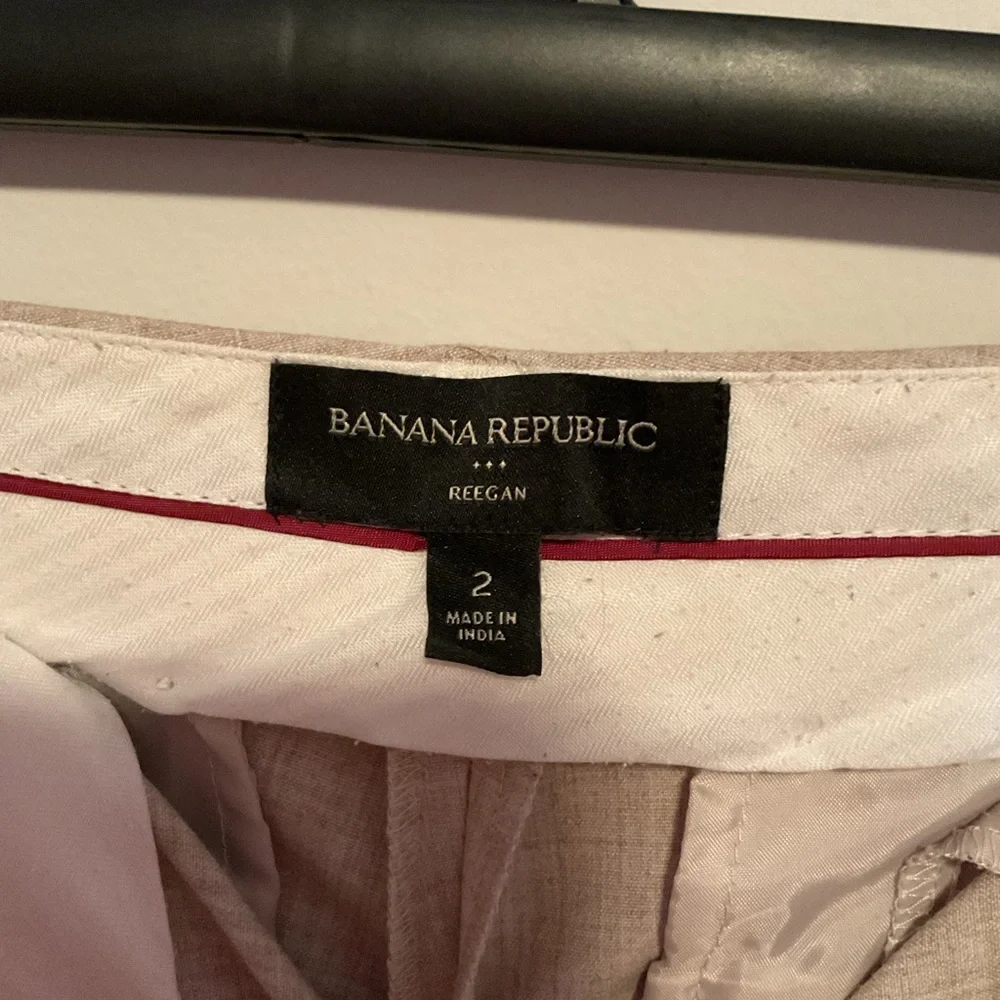 BANANA REPUBLIC
REEGAN
2
MADE IN
INDIA